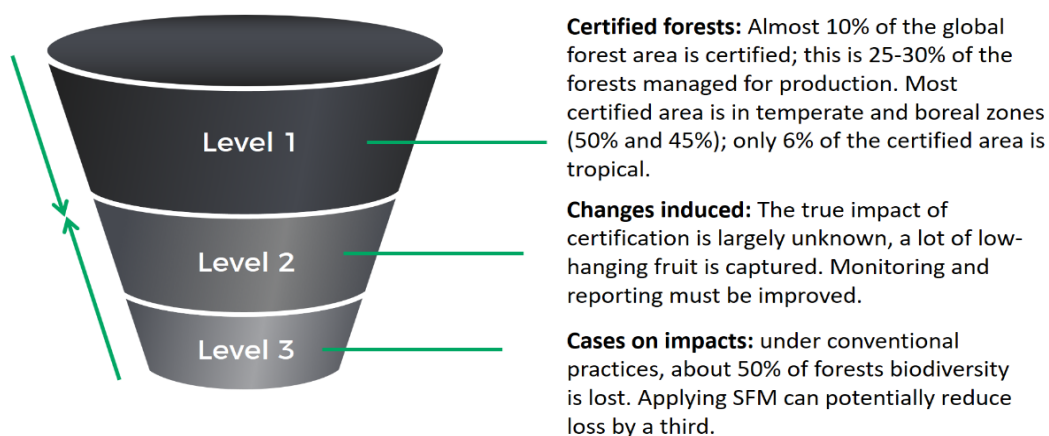 Level 1
Level 2
Level 3
Certified forests: Almost 10% of the global
forest area is certified; this is 25-30% of the
forests managed for production. Most
certified area is in temperate and boreal zones
(50% and 45%); only 6% of the certified area is
tropical.
Changes induced: The true impact of
certification is largely unknown, a lot of low-
hanging fruit is captured. Monitoring and
reporting must be improved.
Cases on impacts: under conventional
practices, about 50% of forests biodiversity
is lost. Applying SFM can potentially reduce
loss by a third.